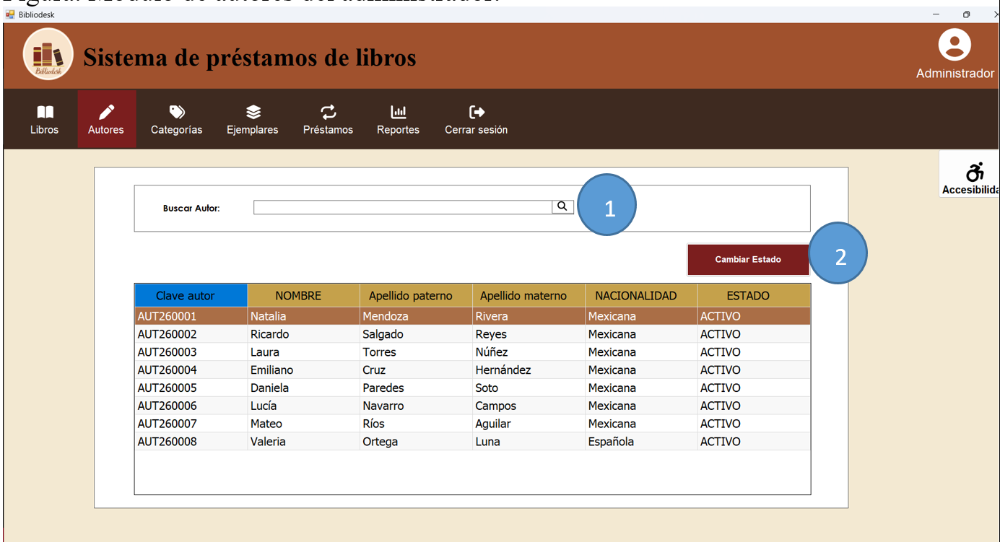 Figura. Módulo de autores del administrador.
Bibliodesk
Bibliodesk
Sistema de préstamos de libros
Administrador
Libros Autores Categorías Ejemplares Préstamos Reportes Cerrar sesión
Accesibilida
Buscar Autor:
1
Cambiar Estado
2
Clave autor NOMBRE Apellido paterno Apellido materno NACIONALIDAD ESTADO
AUT260001 Natalia Mendoza Rivera Mexicana ACTIVO
AUT260002 Ricardo Salgado Reyes Mexicana ACTIVO
AUT260003 Laura Torres Núñez Mexicana ACTIVO
AUT260004 Emiliano Cruz Hernández Mexicana ACTIVO
AUT260005 Daniela Paredes Soto Mexicana ACTIVO
AUT260006 Lucía Navarro Campos Mexicana ACTIVO
AUT260007 Mateo Ríos Aguilar Mexicana ACTIVO
AUT260008 Valeria Ortega Luna Española ACTIVO